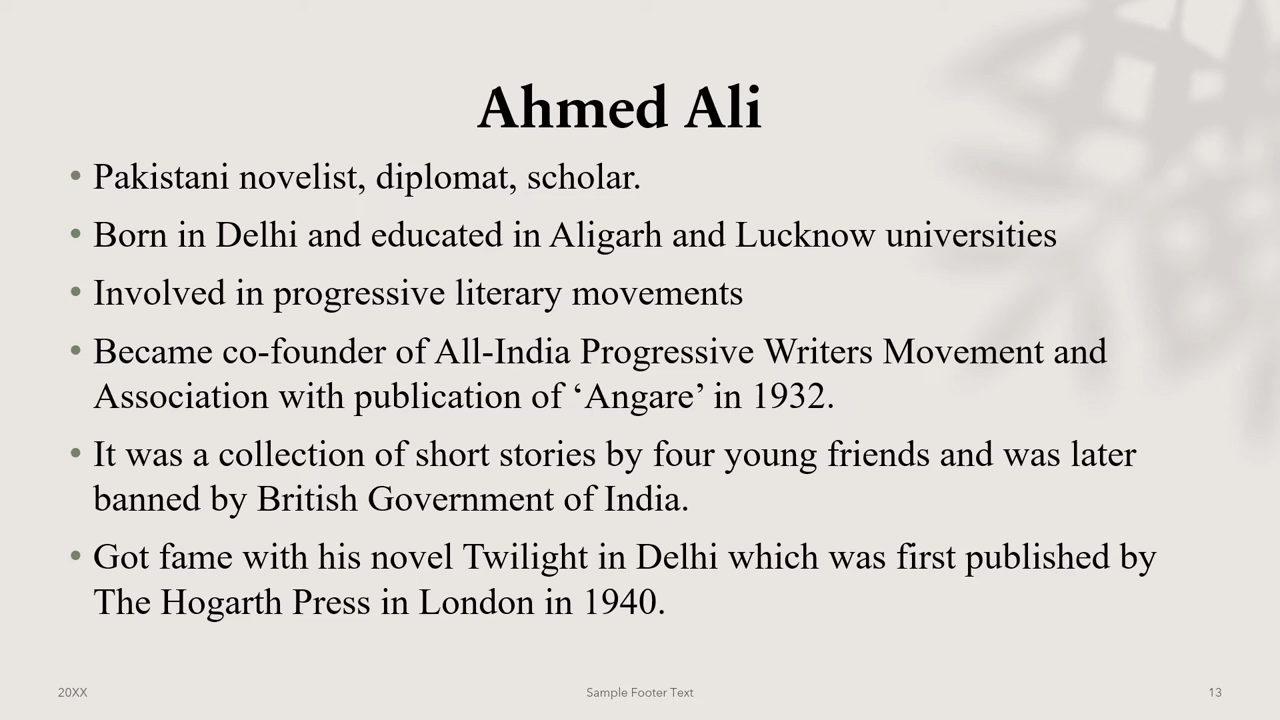 Ahmed Ali
• Pakistani novelist, diplomat, scholar.
• Born in Delhi and educated in Aligarh and Lucknow universities
• Involved in progressive literary movements
• Became co-founder of All-India Progressive Writers Movement and
Association with publication of ‘Angare’ in 1932.
• It was a collection of short stories by four young friends and was later
banned by British Government of India.
• Got fame with his novel Twilight in Delhi which was first published by
The Hogarth Press in London in 1940.
20XX
Sample Footer Text
13